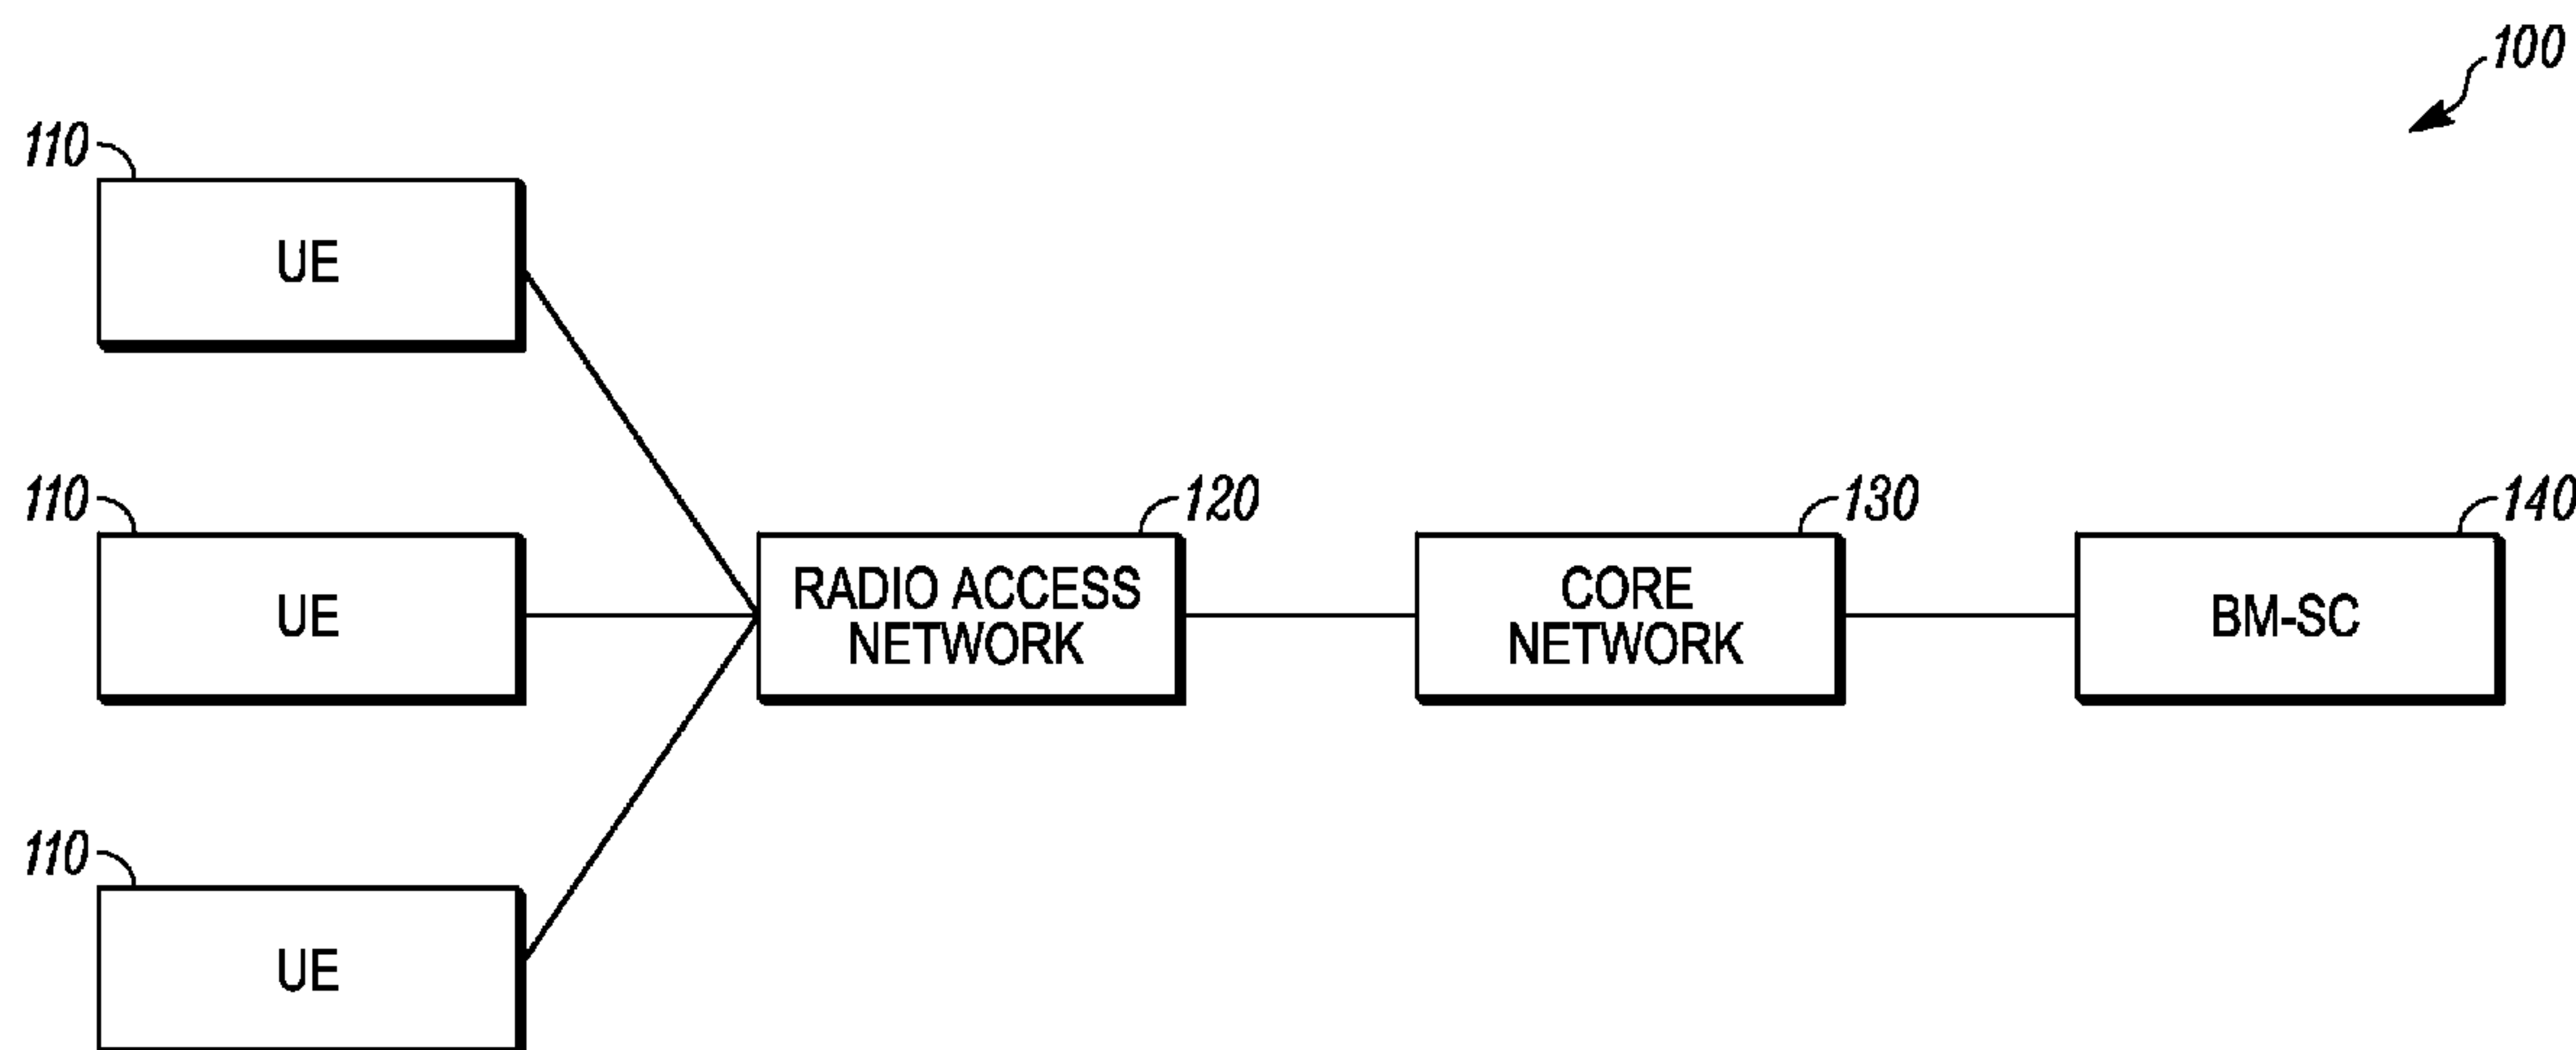 100
110
UE
110
UE
120
RADIO ACCESS
NETWORK
130
CORE
NETWORK
140
BM-SC
110
UE